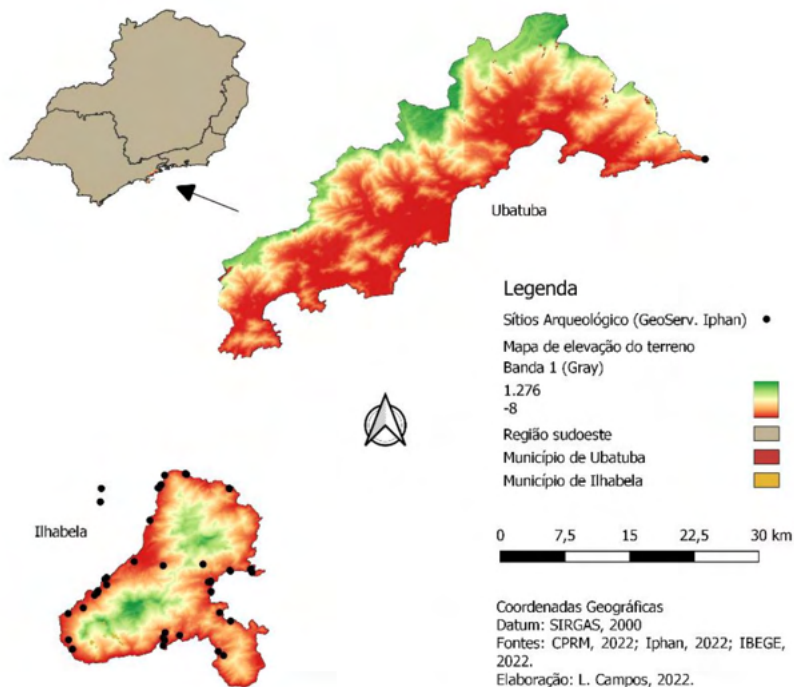 Ubatuba
Legenda
Sítios Arqueológico (GeoServ. Iphan)
Mapa de elevação do terreno
Banda 1 (Gray)
1.276
-8
Região sudoeste
Município de Ubatuba
Município de Ilhabela
Ilhabela
0 7,5 15 22,5 30 km
Coordenadas Geográficas
Datum: SIRGAS, 2000
Fontes: CPRM, 2022; Iphan, 2022; IBEGE,
2022.
Elaboração: L. Campos, 2022.